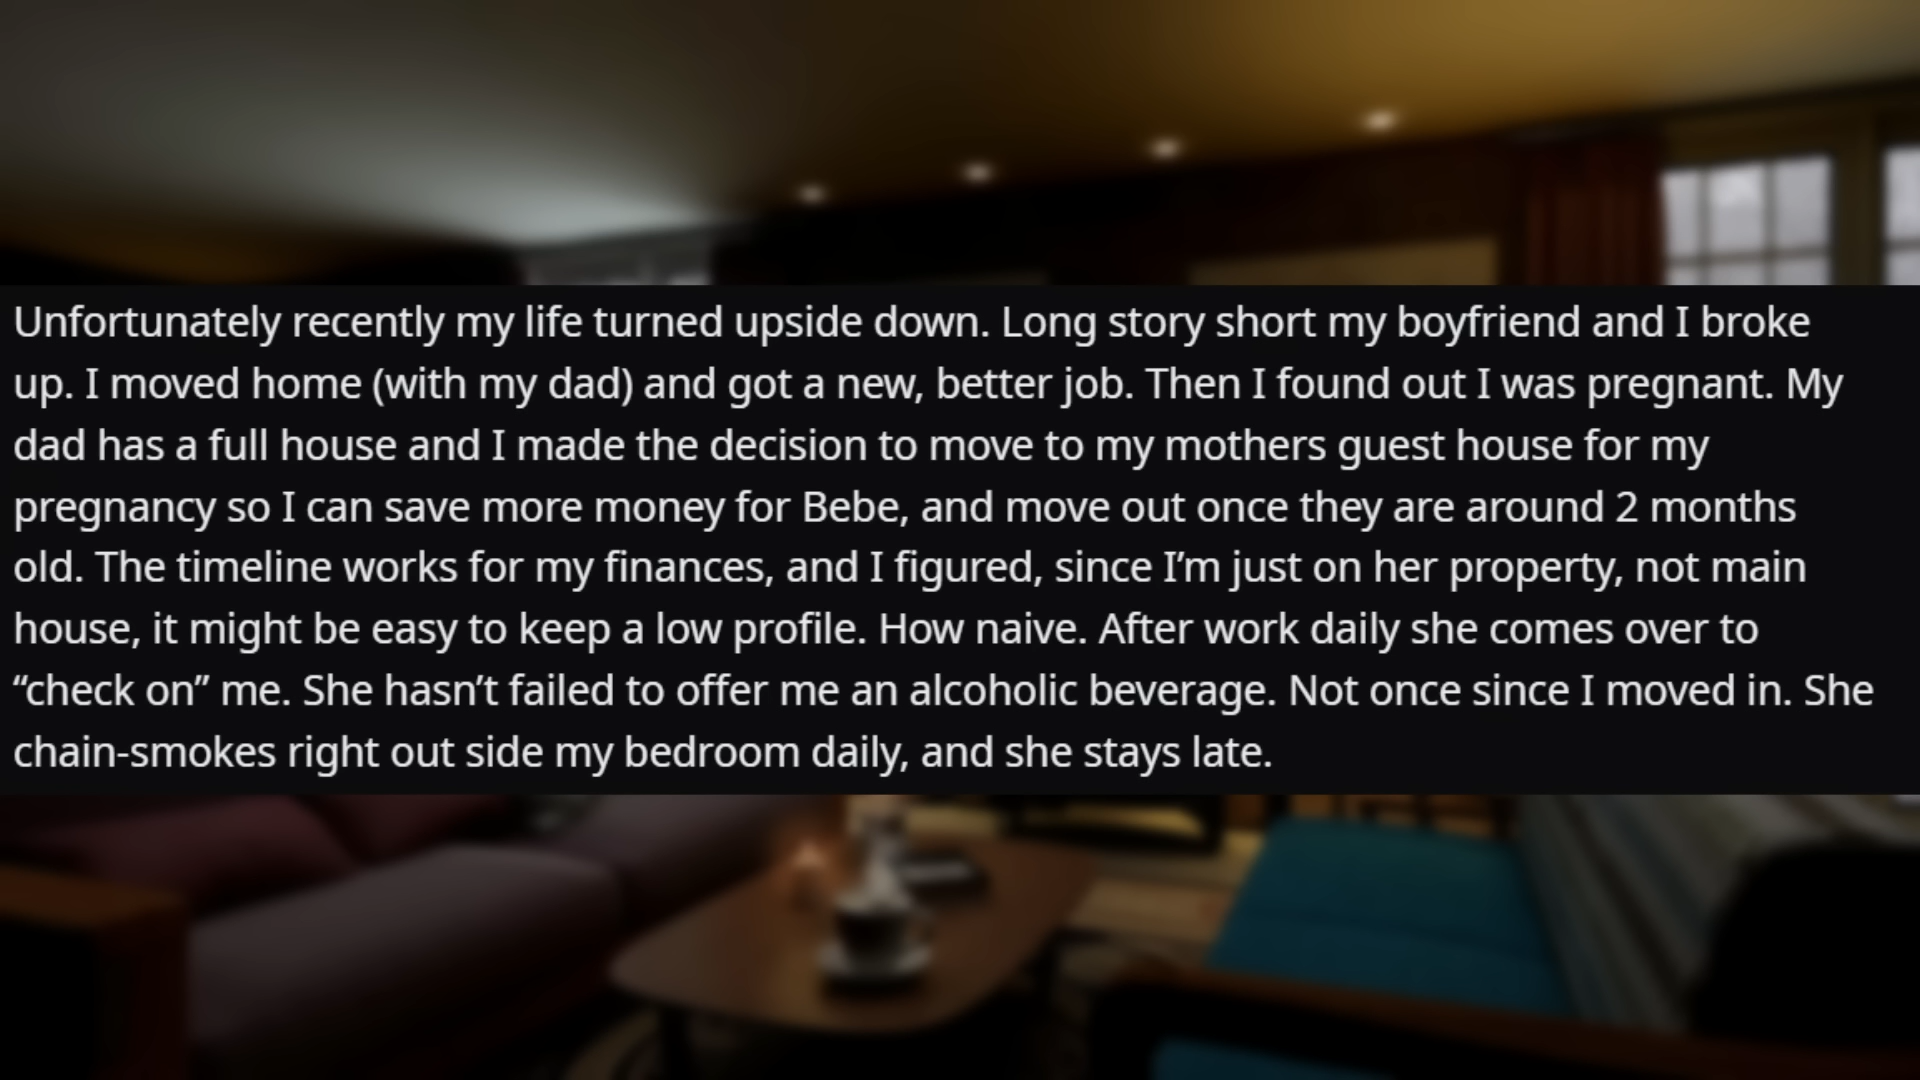 Unfortunately recently my life turned upside down. Long story short my boyfriend and I broke
up. I moved home (with my dad) and got a new, better job. Then I found out I was pregnant. My
dad has a full house and I made the decision to move to my mothers guest house for my
pregnancy so I can save more money for Bebe, and move out once they are around 2 months
old. The timeline works for my finances, and I figured, since I’m just on her property, not main
house, it might be easy to keep a low profile. How naive. After work daily she comes over to
“check on” me. She hasn’t failed to offer me an alcoholic beverage. Not once since I moved in. She
chain-smokes right out side my bedroom daily, and she stays late.